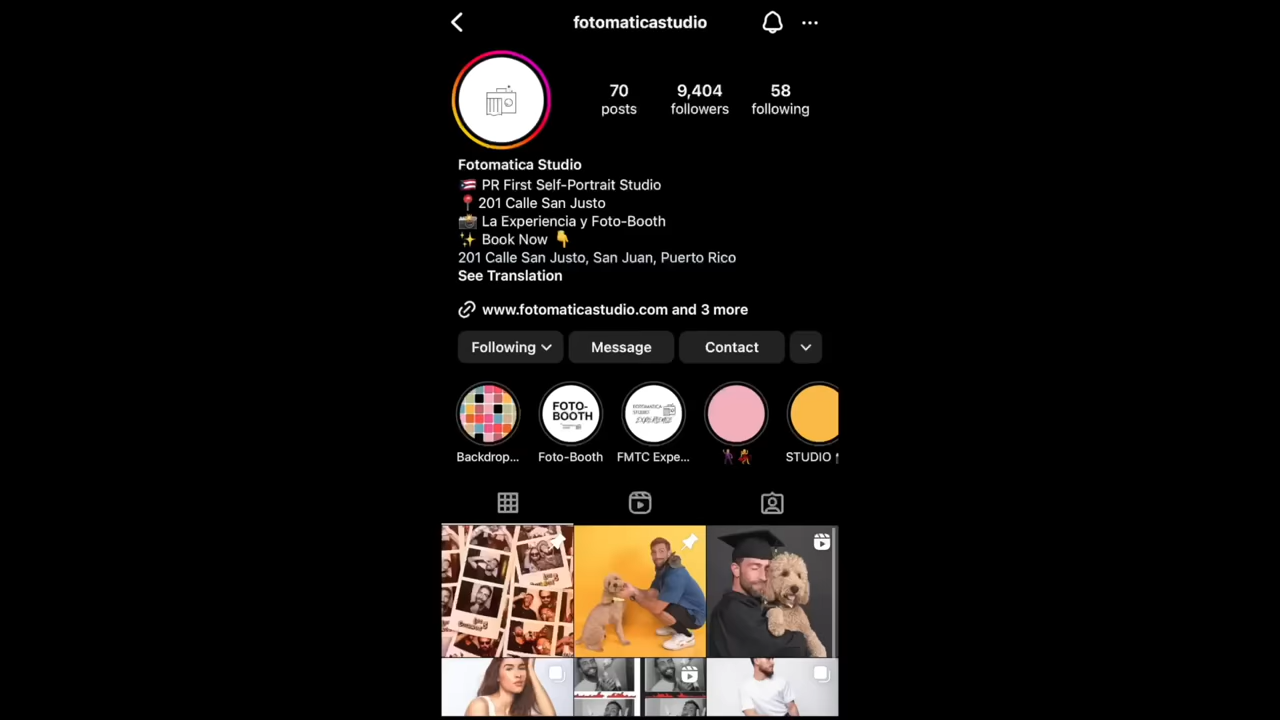 fotomaticastudio
70 9,404 58
posts followers following
Fotomatica Studio
🇵🇷 PR First Self-Portrait Studio
📍 201 Calle San Justo
📸 La Experiencia y Foto-Booth
✨ Book Now 👇
201 Calle San Justo, San Juan, Puerto Rico
See Translation
www.fotomaticastudio.com and 3 more
Following Message Contact
FOTO-
BOOTH
FOTOMATICA
STUDIO
Backdrop... Foto-Booth FMTC Expe... STUDIO